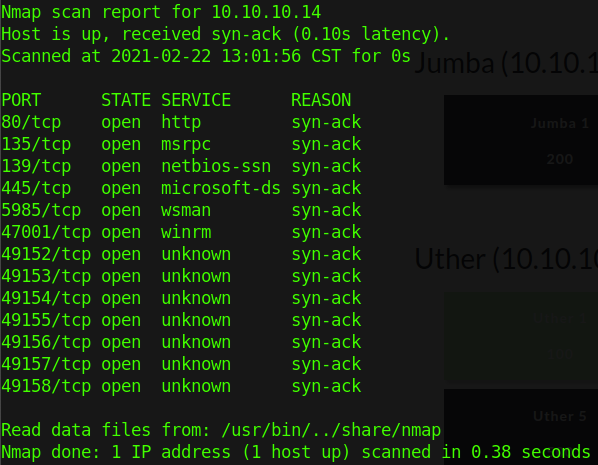 Nmap scan report for 10.10.10.14
Host is up, received syn-ack (0.10s latency).
Scanned at 2021-02-22 13:01:56 CST for 0s
Jumba (10.10.1
PORT STATE SERVICE REASON
80/tcp open http syn-ack
Jumba 1
135/tcp open msrpc syn-ack
139/tcp open netbios-ssn syn-ack
200
445/tcp open microsoft-ds syn-ack
5985/tcp open wsman syn-ack
47001/tcp open winrm syn-ack
49152/tcp open unknown syn-ack
Uther (10.10.10
49153/tcp open unknown syn-ack
49154/tcp open unknown syn-ack
49155/tcp open unknown syn-ack
49156/tcp open unknown syn-ack
49157/tcp open unknown syn-ack
49158/tcp open unknown syn-ack
Uther 5
Read data files from: /usr/bin/../share/nmap
Nmap done: 1 IP address (1 host up) scanned in 0.38 seconds